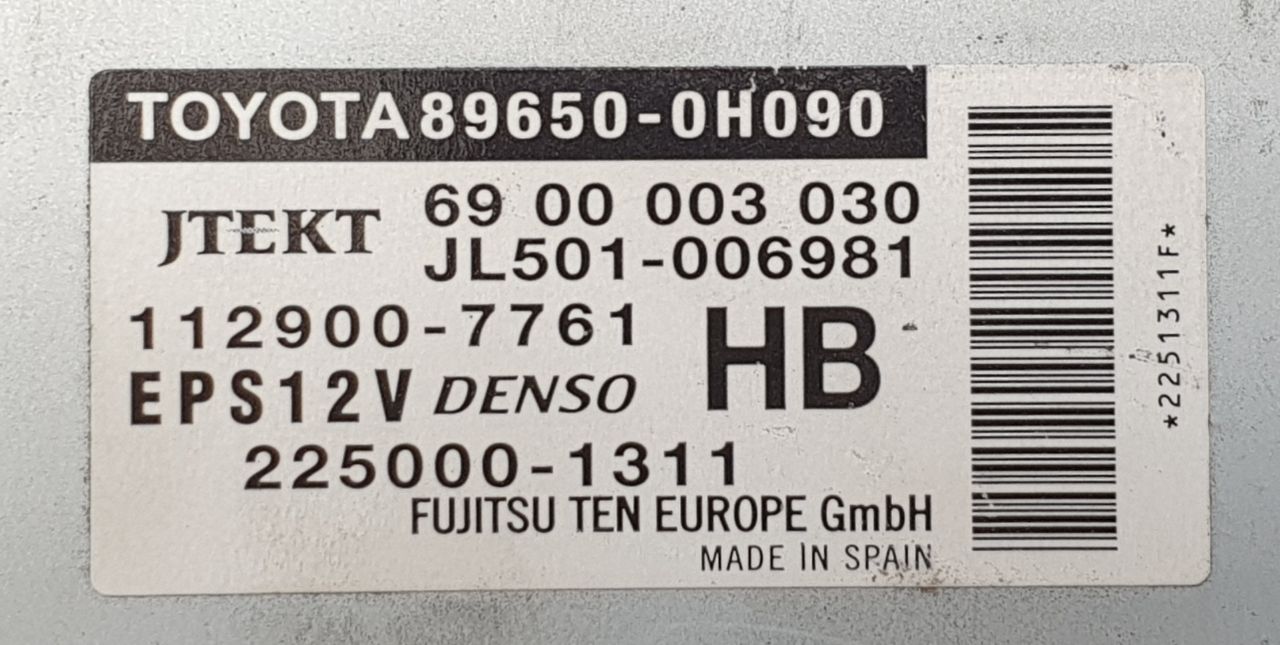 TOYOTA 89650-0H090
JTEKT 69 00 003 030
JL501-006981
112900-7761 HB
EPS12V DENSO
225000-1311
FUJITSU TEN EUROPE GmbH
MADE IN SPAIN
*2251311F*